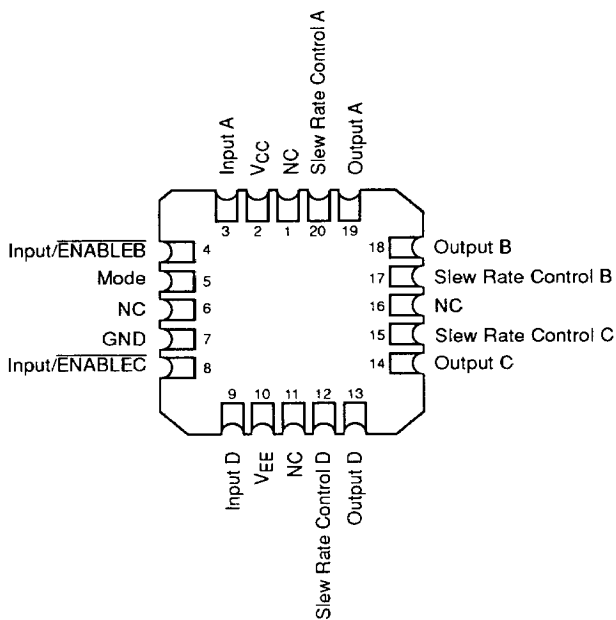 Input A
VCC
NC
Slew Rate Control A
Output A
3
2
1
20
19
Input/ENABLEB 4
Mode 5
NC 6
GND 7
Input/ENABLEC 8
18 Output B
17 Slew Rate Control B
16 NC
15 Slew Rate Control C
14 Output C
9
10
11
12
13
Input D
VEE
NC
Slew Rate Control D
Output D